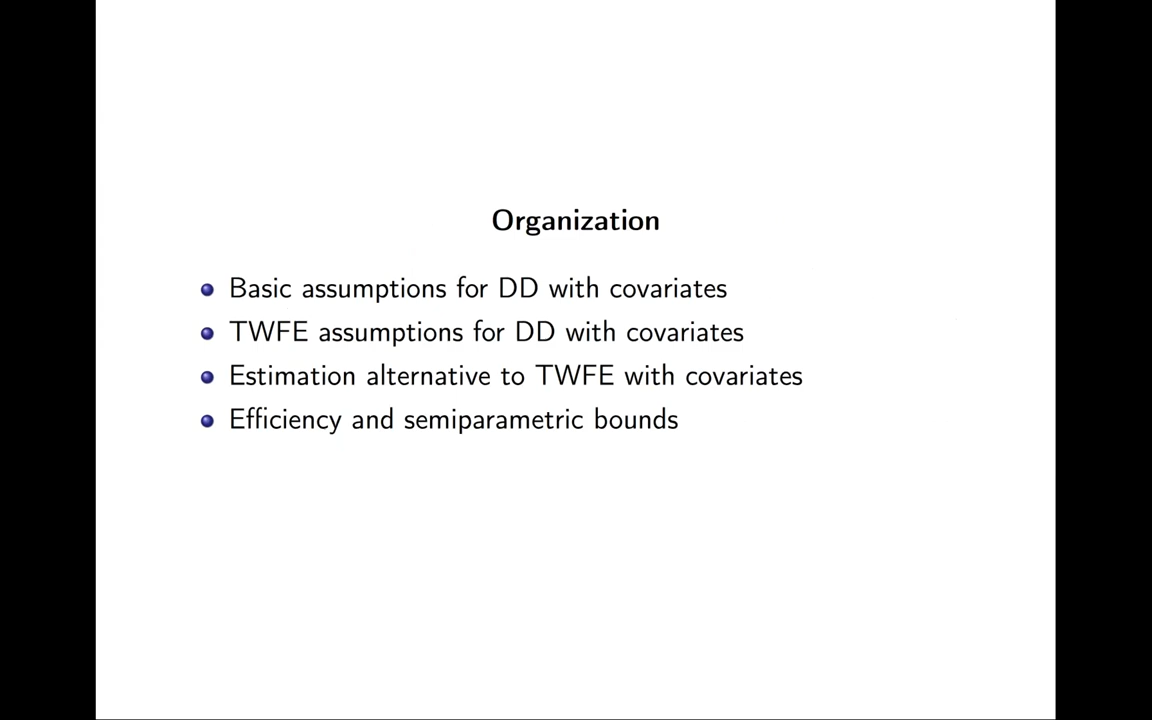 Organization
Basic assumptions for DD with covariates
TWFE assumptions for DD with covariates
Estimation alternative to TWFE with covariates
Efficiency and semiparametric bounds